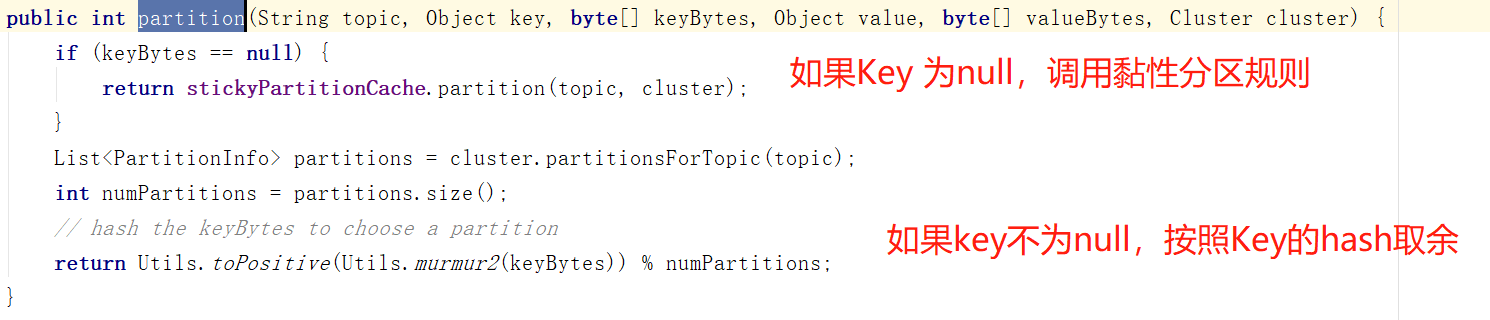 public int partition(String topic, Object key, byte[] keyBytes, Object value, byte[] valueBytes, Cluster cluster) {
if (keyBytes == null) {
如果Key 为null，调用黏性分区规则
return stickyPartitionCache.partition(topic, cluster);
}
List<PartitionInfo> partitions = cluster.partitionsForTopic(topic);
int numPartitions = partitions.size();
// hash the keyBytes to choose a partition
如果key不为null，按照Key的hash取余
return Utils.toPositive(Utils.murmur2(keyBytes)) % numPartitions;
}